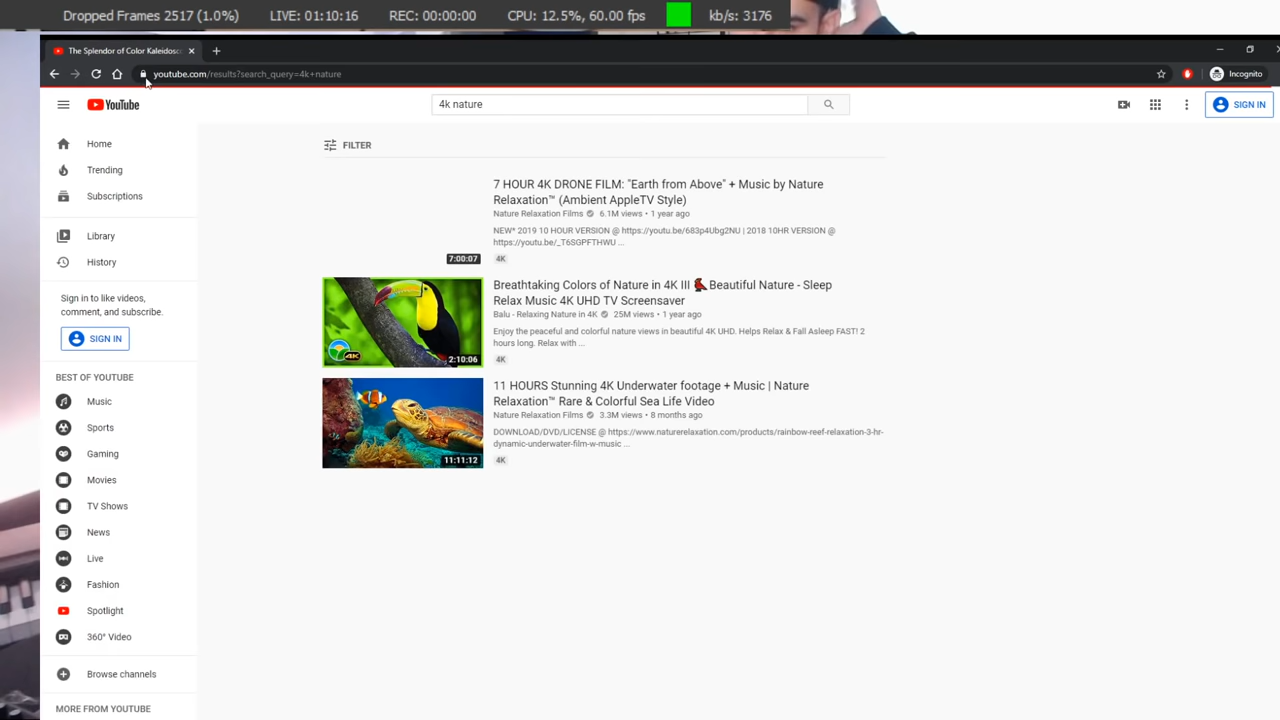 Dropped Frames 2517 (1.0%) LIVE: 01:10:16 REC: 00:00:00 CPU: 12.5%, 60.00 fps kb/s: 3176
The Splendor of Color Kaleidosc
youtube.com/results?search_query=4k+nature
Incognito
YouTube
4k nature
SIGN IN
Home
Trending
Subscriptions
Library
History
Sign in to like videos,
comment, and subscribe.
SIGN IN
BEST OF YOUTUBE
Music
Sports
Gaming
Movies
TV Shows
News
Live
Fashion
Spotlight
360° Video
Browse channels
MORE FROM YOUTUBE
FILTER
7:00:07
7 HOUR 4K DRONE FILM: "Earth from Above" + Music by Nature
Relaxation™ (Ambient AppleTV Style)
Nature Relaxation Films 6.1M views • 1 year ago
NEW* 2019 10 HOUR VERSION @ https://youtu.be/683p4Ubg2NU | 2018 10HR VERSION @
https://youtu.be/_T6SGPFTHWU ...
4K
4K
2:10:06
Breathtaking Colors of Nature in 4K III Beautiful Nature - Sleep
Relax Music 4K UHD TV Screensaver
Balu - Relaxing Nature in 4K 25M views • 1 year ago
Enjoy the peaceful and colorful nature views in beautiful 4K UHD. Helps Relax & Fall Asleep FAST! 2
hours long. Relax with ...
4K
11:11:12
11 HOURS Stunning 4K Underwater footage + Music | Nature
Relaxation™ Rare & Colorful Sea Life Video
Nature Relaxation Films 3.3M views • 8 months ago
DOWNLOAD/DVD/LICENSE @ https://www.naturerelaxation.com/products/rainbow-reef-relaxation-3-hr-
dynamic-underwater-film-w-music ...
4K